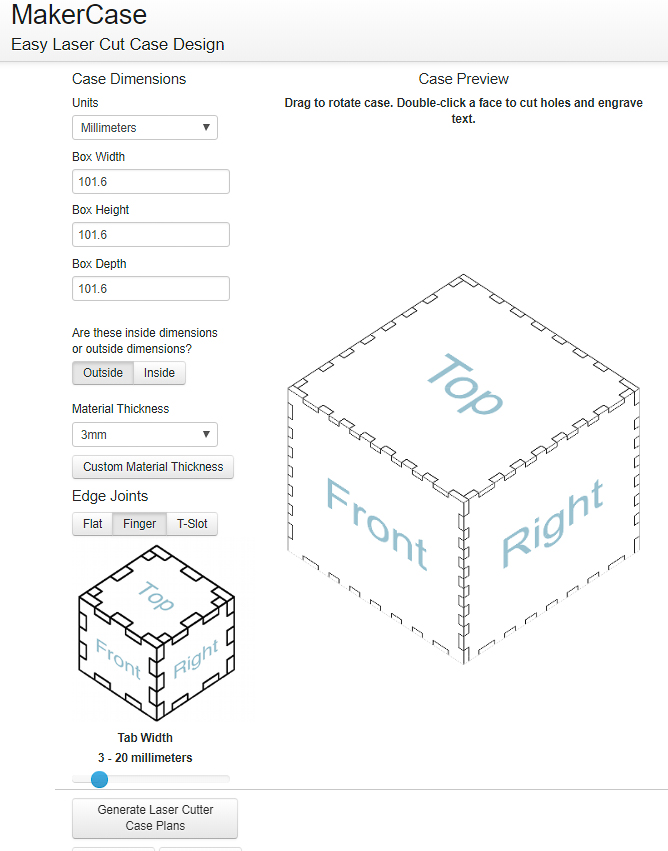 MakerCase
Easy Laser Cut Case Design
Case Dimensions
Units
Millimeters
Box Width
101.6
Box Height
101.6
Box Depth
101.6
Are these inside dimensions
or outside dimensions?
Outside Inside
Material Thickness
3mm
Custom Material Thickness
Edge Joints
Flat Finger T-Slot
Top
Front Right
Tab Width
3 - 20 millimeters
Generate Laser Cutter
Case Plans
Case Preview
Drag to rotate case. Double-click a face to cut holes and engrave
text.
Top
Front Right